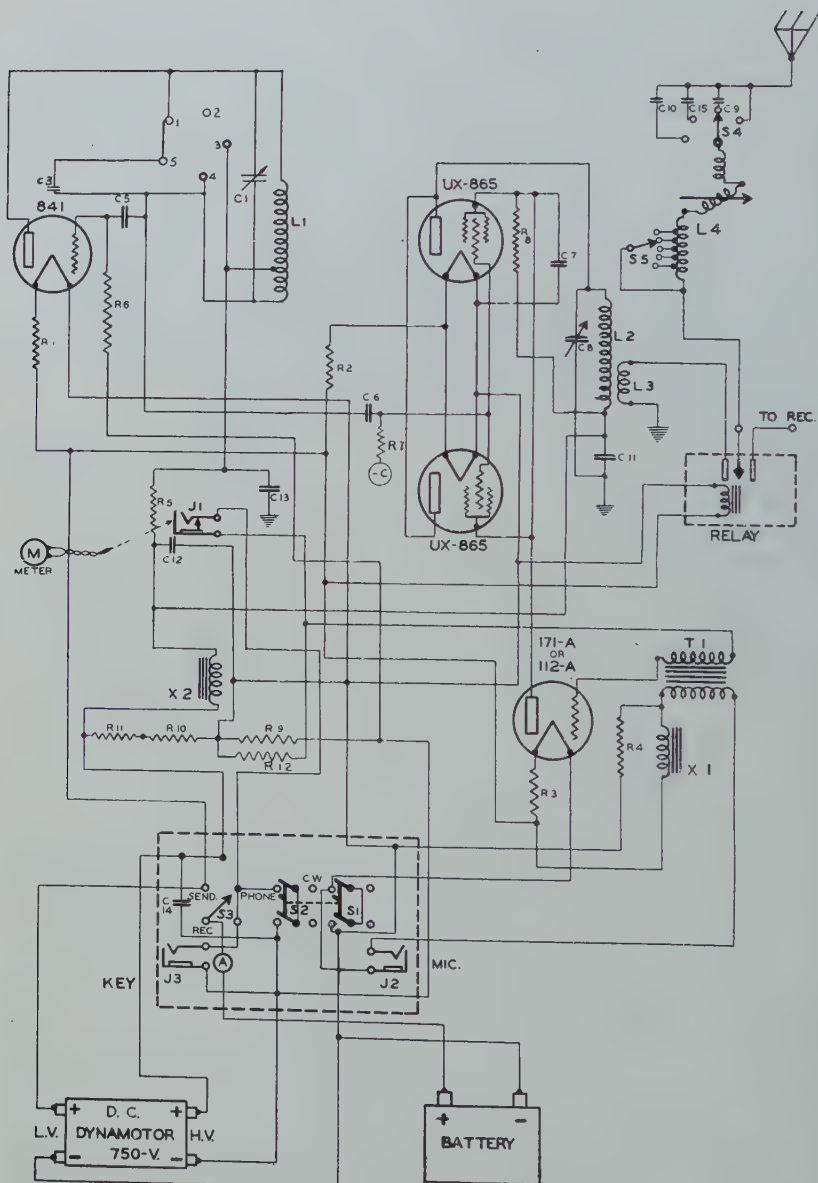 C10
C15
C9
S4
1
2
3
5
4
C3
841
C5
C1
L1
UX-865
R8
C7
L4
S5
R6
R1
R2
C8
L2
L3
C6
R7
-C
C11
TO REC.
R5
J1
C13
M
METER
C12
UX-865
RELAY
171-A
OR
112-A
T1
X2
R11
R10
R9
R12
R3
R4
X1
SEND.
PHONE
CW
C14
S3
S2
S1
REC
A
J3
J2
MIC.
KEY
+ D. C. +
L.V. DYNAMOTOR H.V.
- 750-V. -
+ -
BATTERY